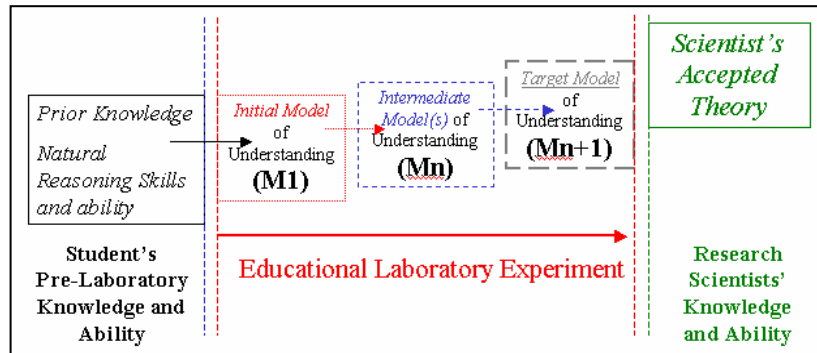 Prior Knowledge
Natural
Reasoning Skills
and ability
Student's
Pre-Laboratory
Knowledge and
Ability
Initial Model
of
Understanding
(M1)
Intermediate
Model(s) of
Understanding
(Mn)
Target Model
of
Understanding
(Mn+1)
Educational Laboratory Experiment
Scientist's
Accepted
Theory
Research
Scientists'
Knowledge
and Ability